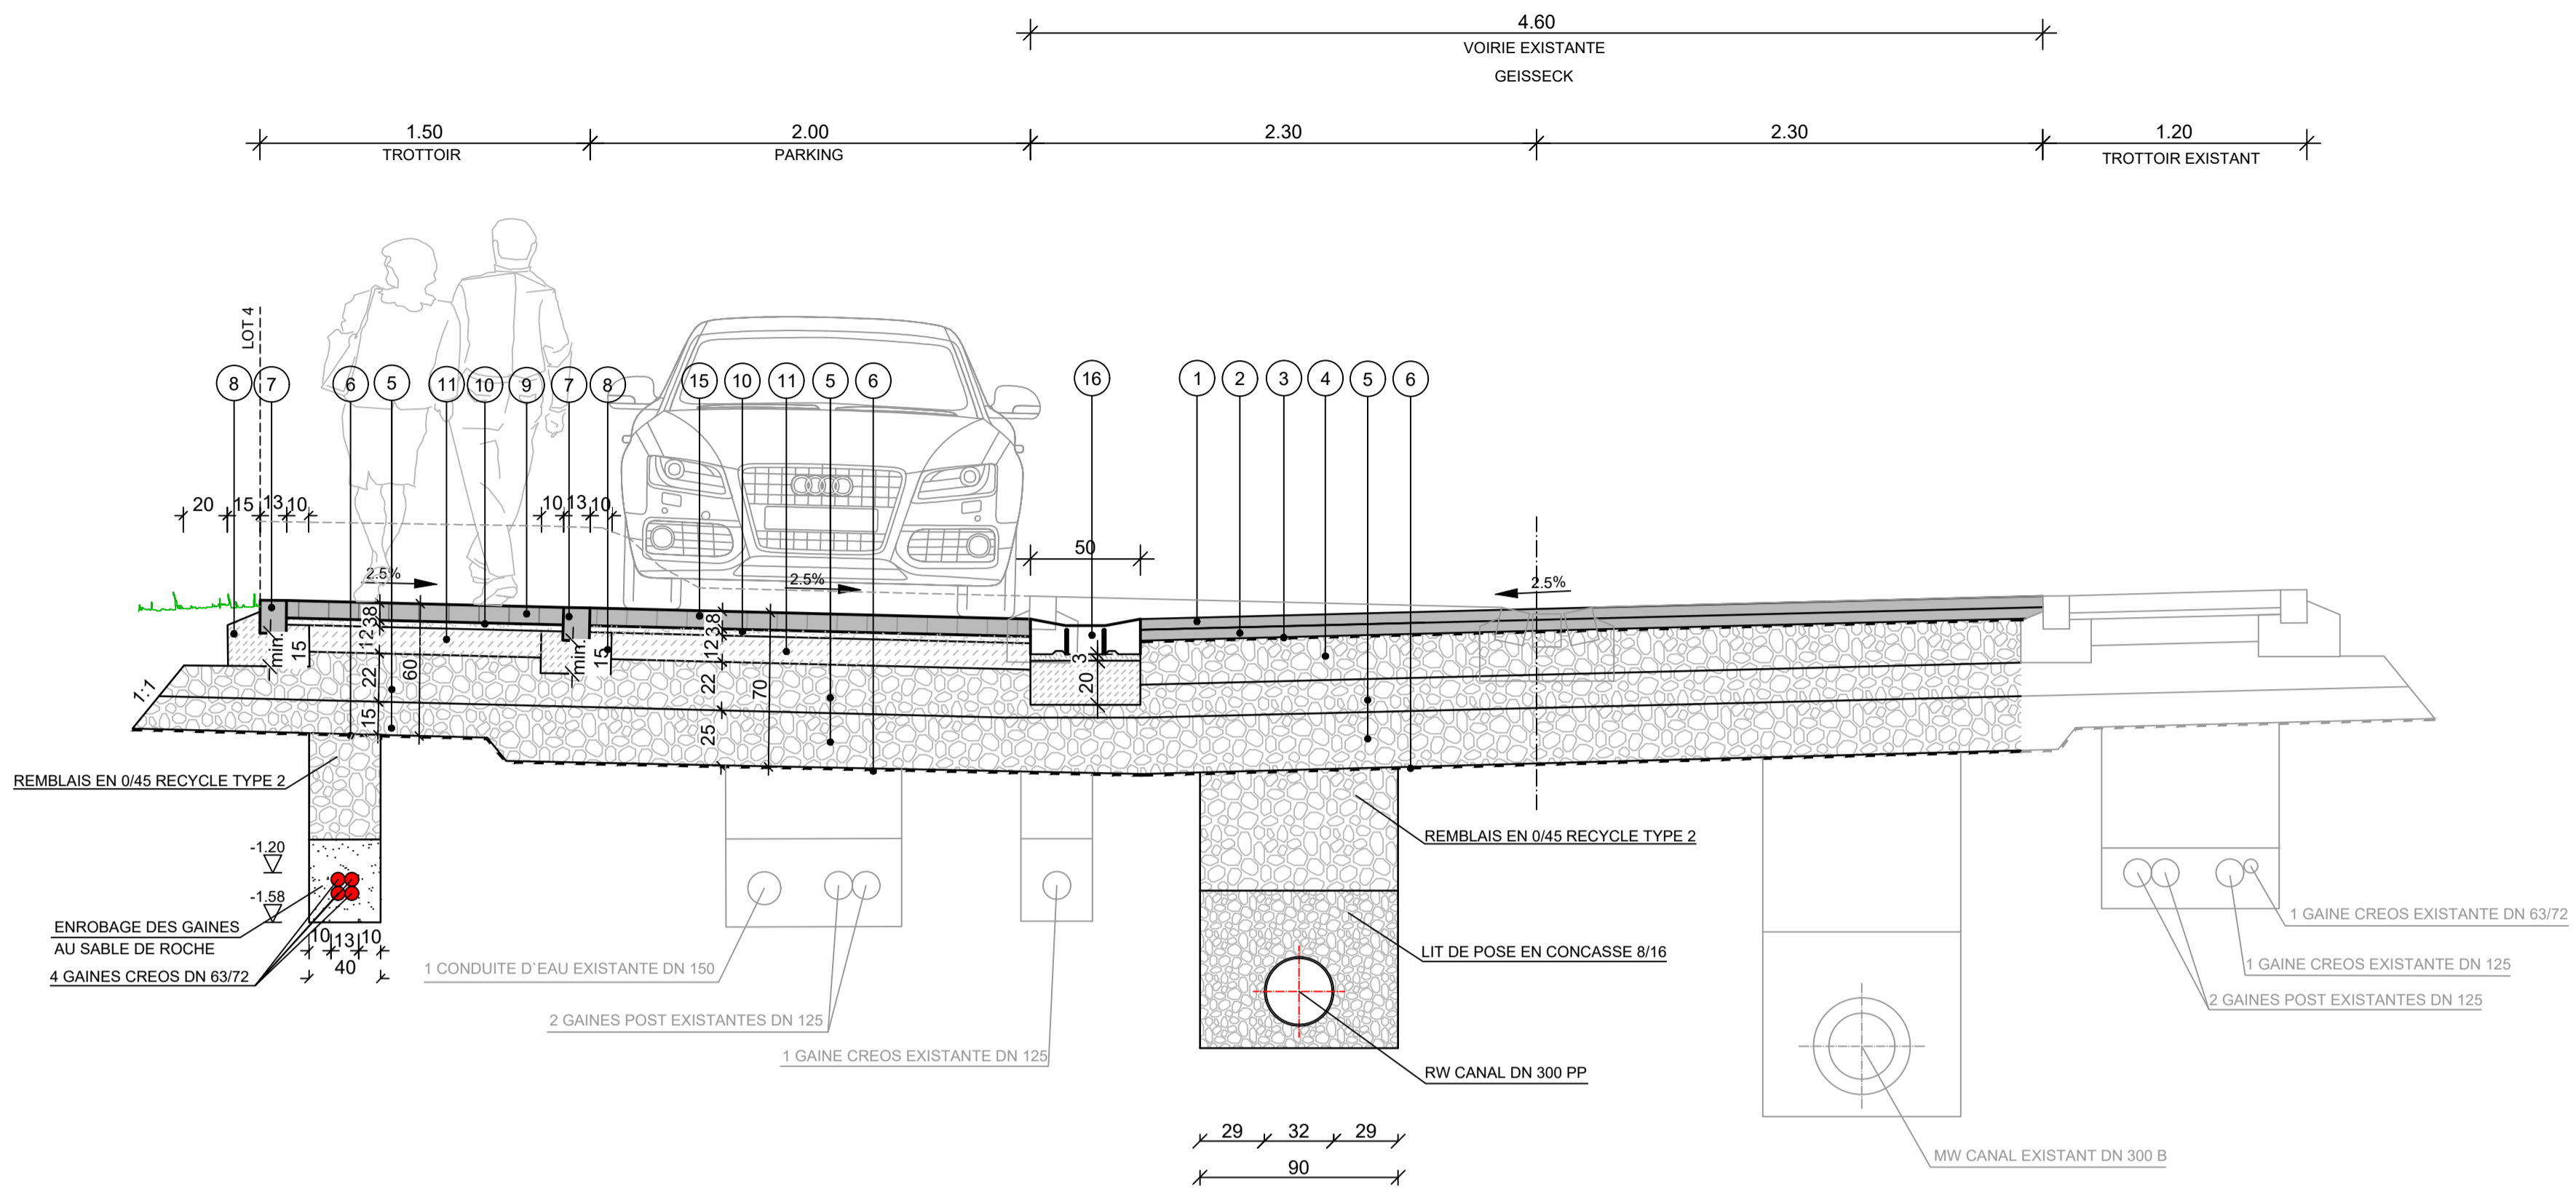 4.60
VOIRIE EXISTANTE
GEISSECK
1.50
TROTTOIR
2.00
PARKING
2.30
2.30
1.20
TROTTOIR EXISTANT
LOT 4
8 7 6 5 11 10 9 7 8 15 10 11 5 6 16 1 2 3 4 5 6
20 15 13 10
10 13 10
50
2.5%
2.5%
2.5%
1:1
min.
15
12 3 8
22
15
60
min.
15
12 3 8
22
25
70
3
20
REMBLAIS EN 0/45 RECYCLE TYPE 2
-1.20
-1.58
ENROBAGE DES GAINES
AU SABLE DE ROCHE
4 GAINES CREOS DN 63/72
10 13 10
40
1 CONDUITE D`EAU EXISTANTE DN 150
2 GAINES POST EXISTANTES DN 125
1 GAINE CREOS EXISTANTE DN 125
REMBLAIS EN 0/45 RECYCLE TYPE 2
LIT DE POSE EN CONCASSE 8/16
RW CANAL DN 300 PP
29 32 29
90
1 GAINE CREOS EXISTANTE DN 63/72
1 GAINE CREOS EXISTANTE DN 125
2 GAINES POST EXISTANTES DN 125
MW CANAL EXISTANT DN 300 B